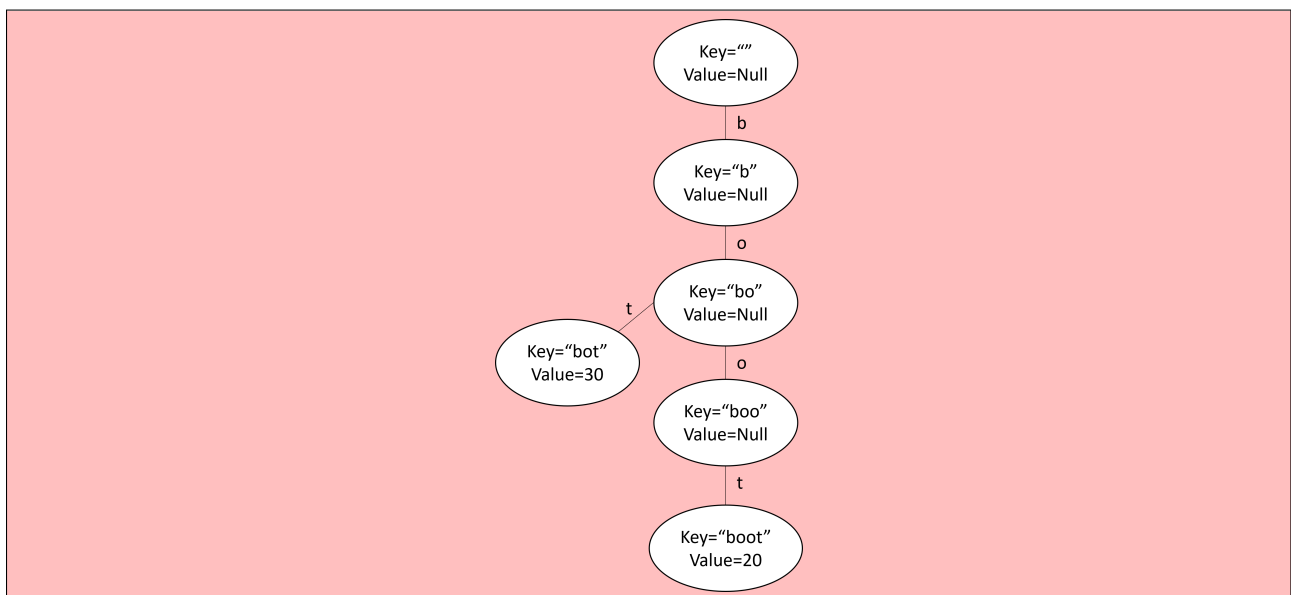 Key=“”
Value=Null
b
Key=“b”
Value=Null
o
Key=“bo”
Value=Null
t
Key=“bot”
Value=30
o
Key=“boo”
Value=Null
t
Key=“boot”
Value=20